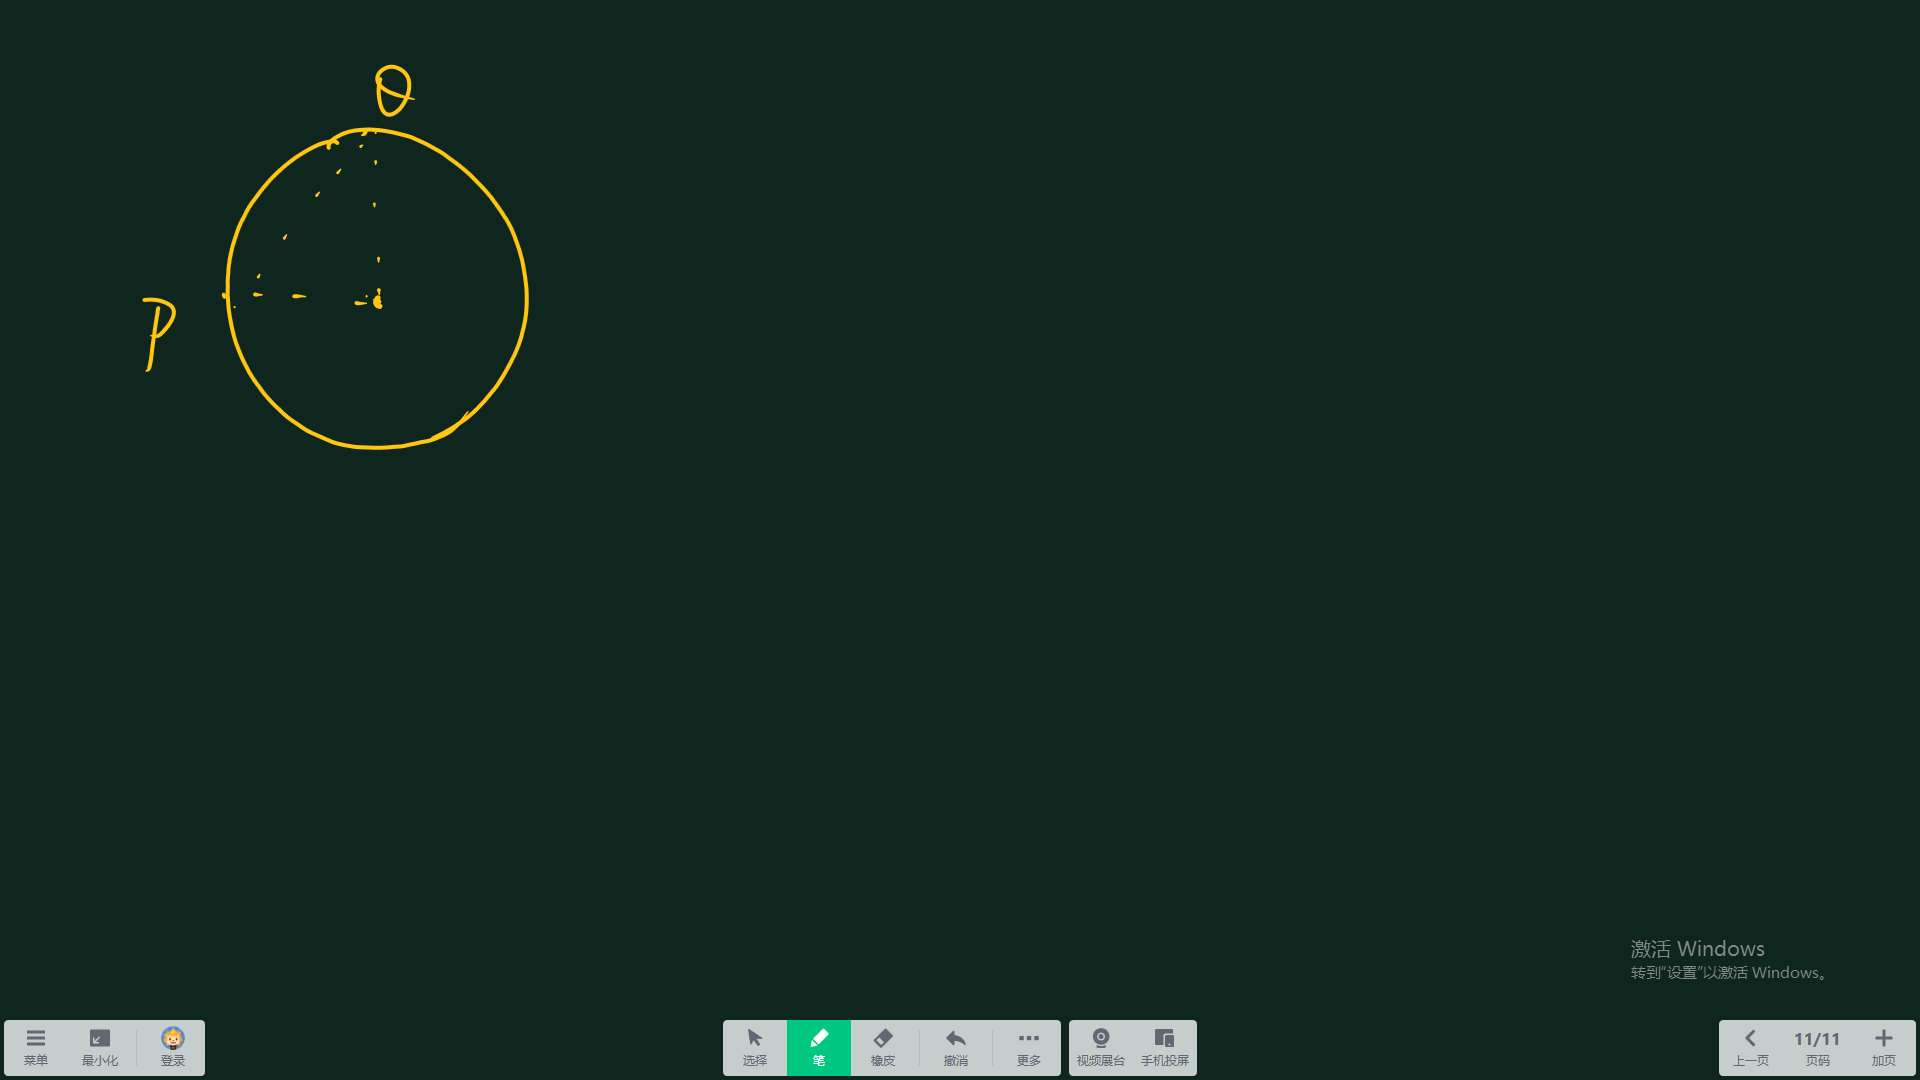 Q
P
激活 Windows
转到“设置”以激活 Windows。
菜单 最小化 登录 选择 笔 橡皮 撤消 更多 视频展台 手机投屏 上一页 11/11 页码 加页